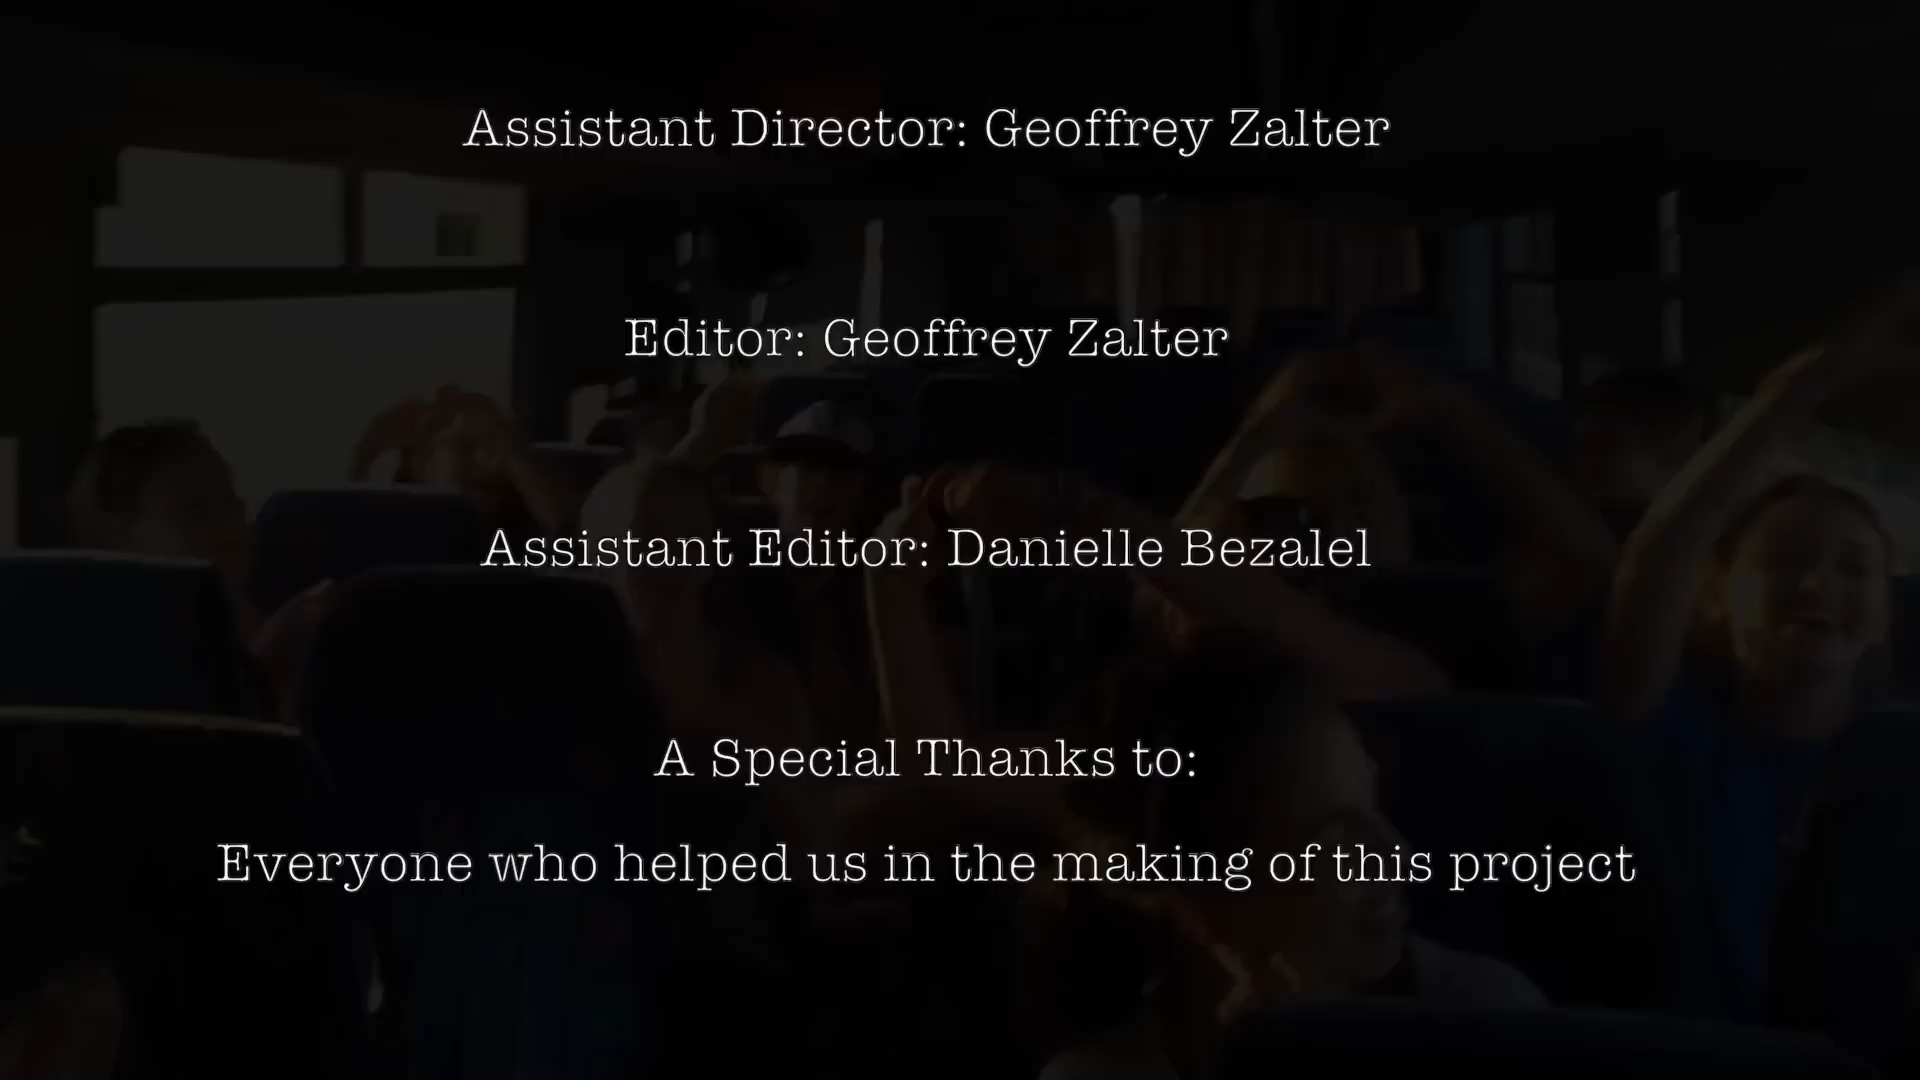 Assistant Director: Geoffrey Zalter
Editor: Geoffrey Zalter
Assistant Editor: Danielle Bezalel
A Special Thanks to:
Everyone who helped us in the making of this project